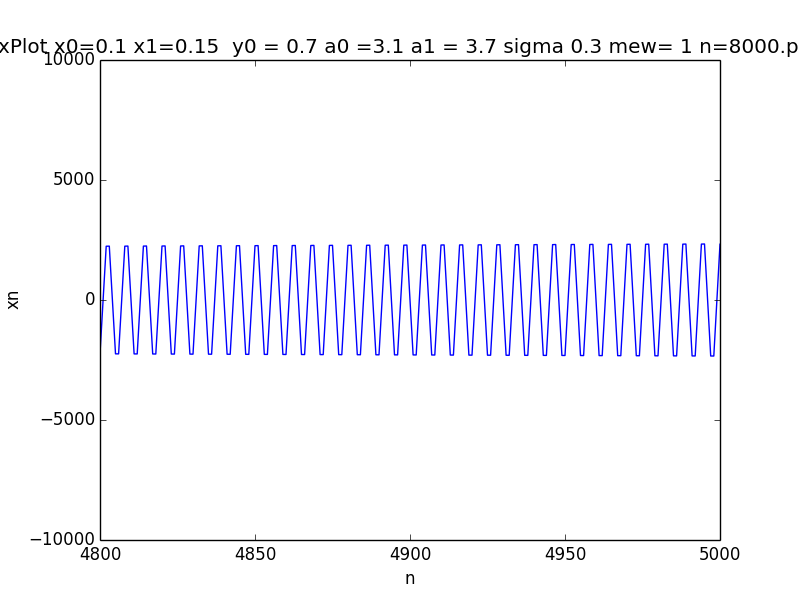 xPlot x0=0.1 x1=0.15  y0 = 0.7 a0 =3.1 a1 = 3.7 sigma 0.3 mew= 1 n=8000.p
10000
5000
0
−5000
−10000
xn
4800 4850 4900 4950 5000
n